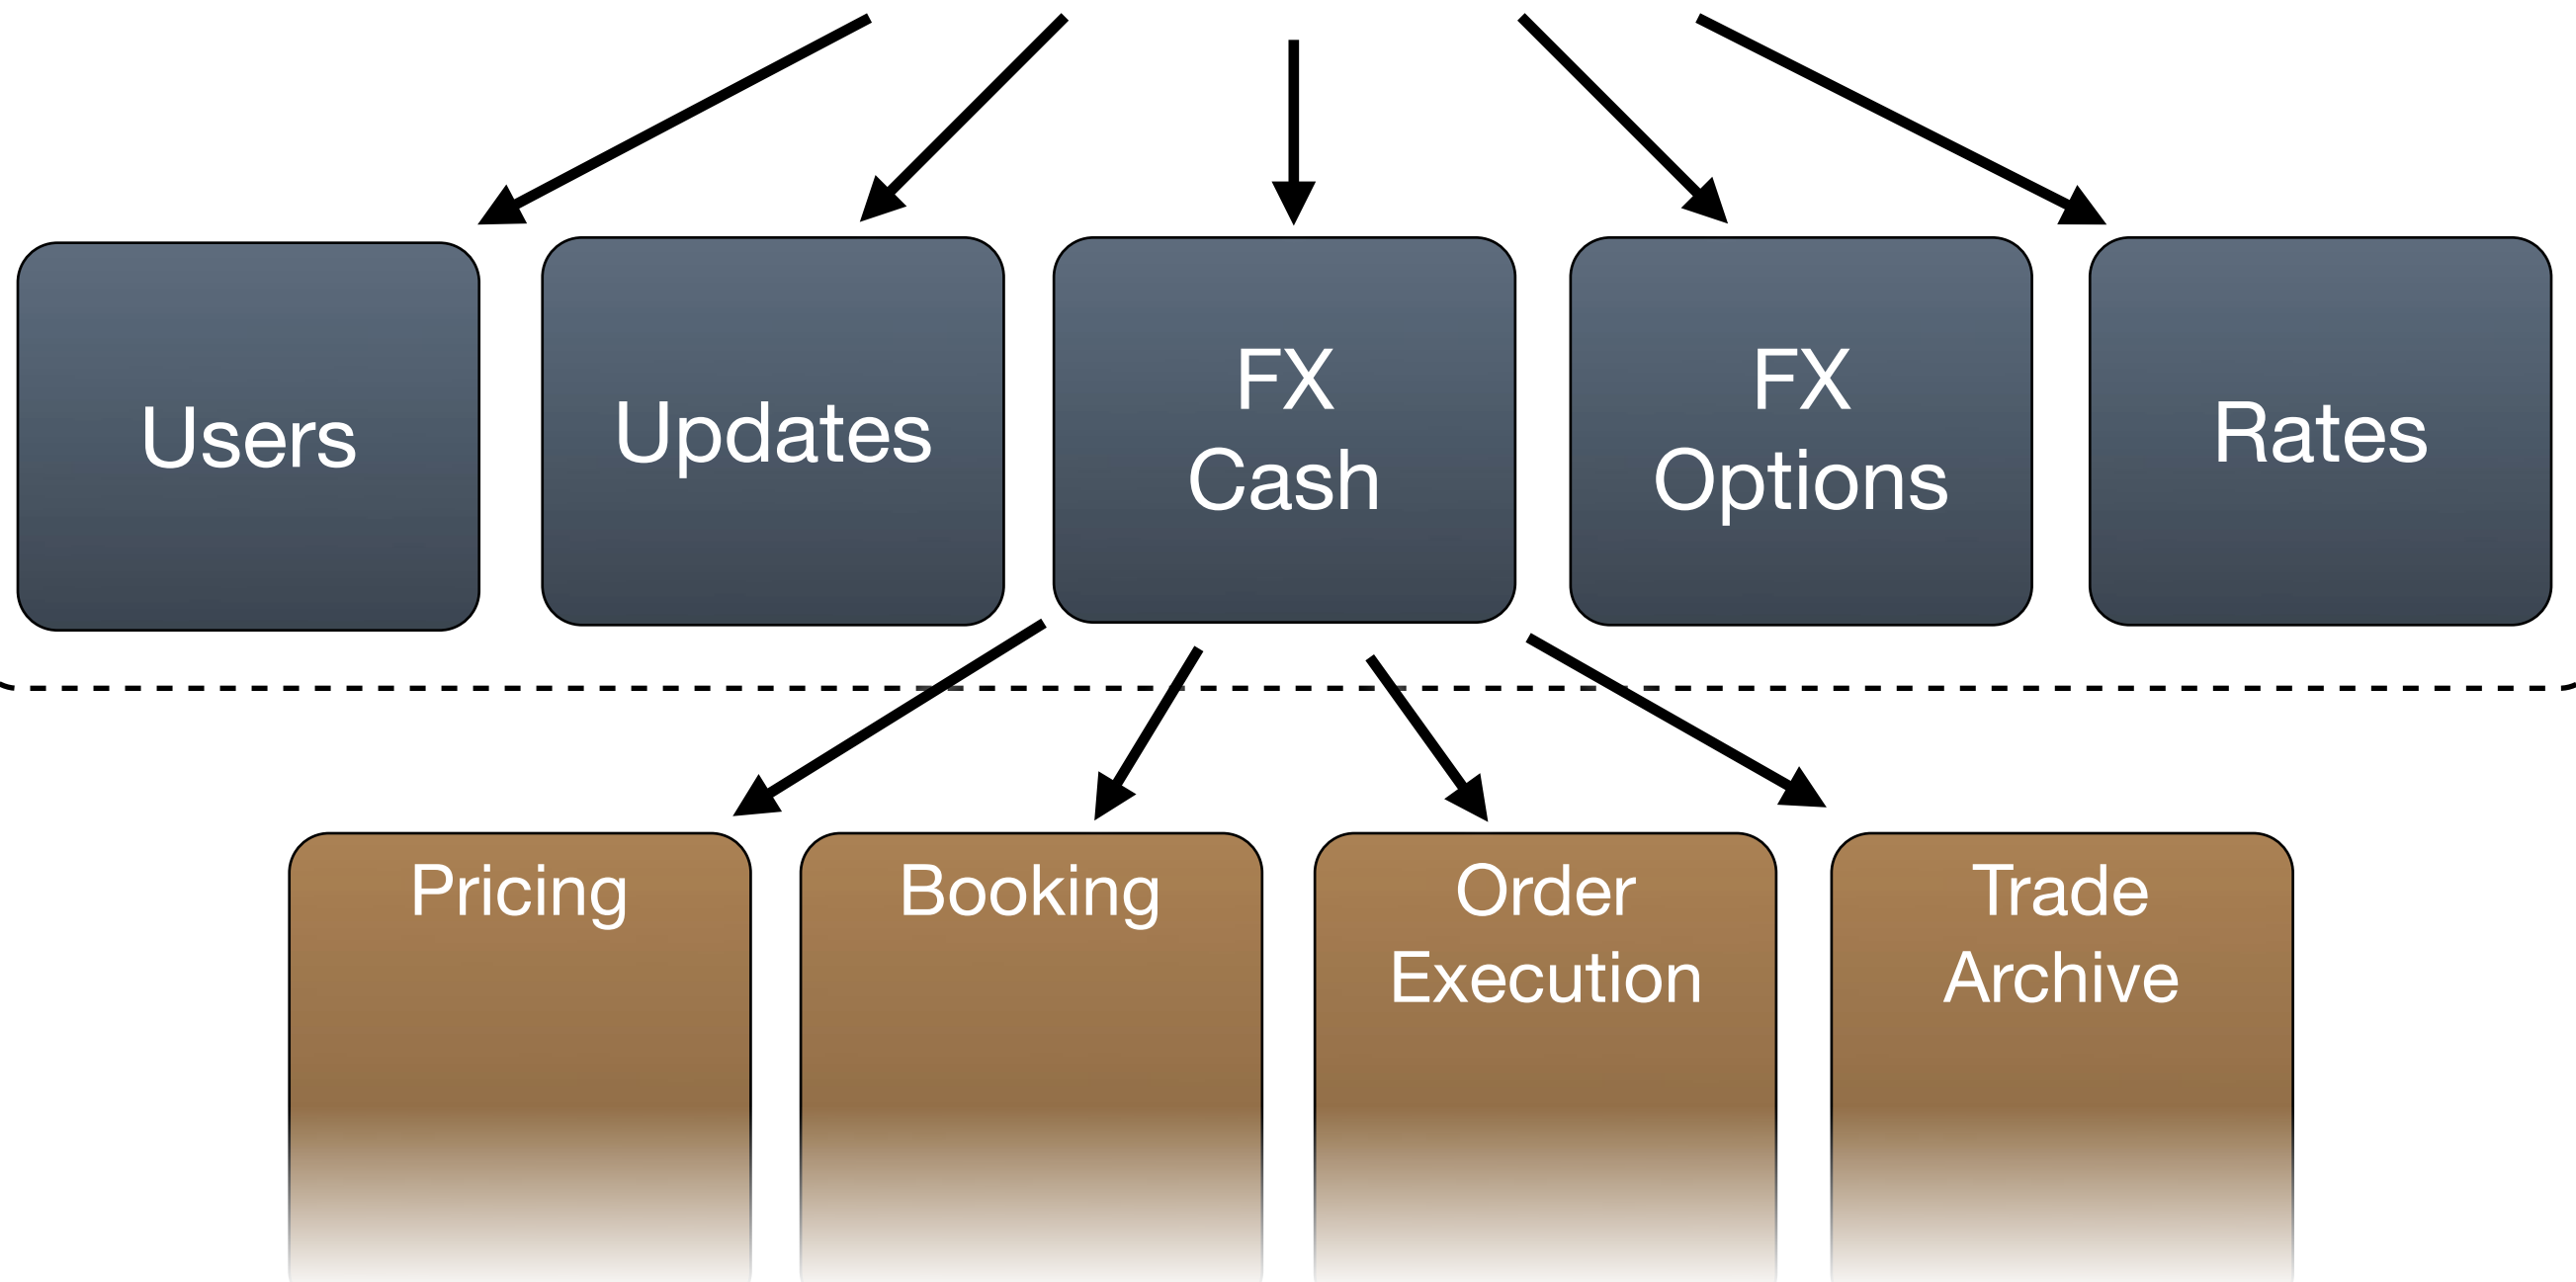 Users
Updates
FX
Cash
FX
Options
Rates
Pricing
Booking
Order
Execution
Trade
Archive